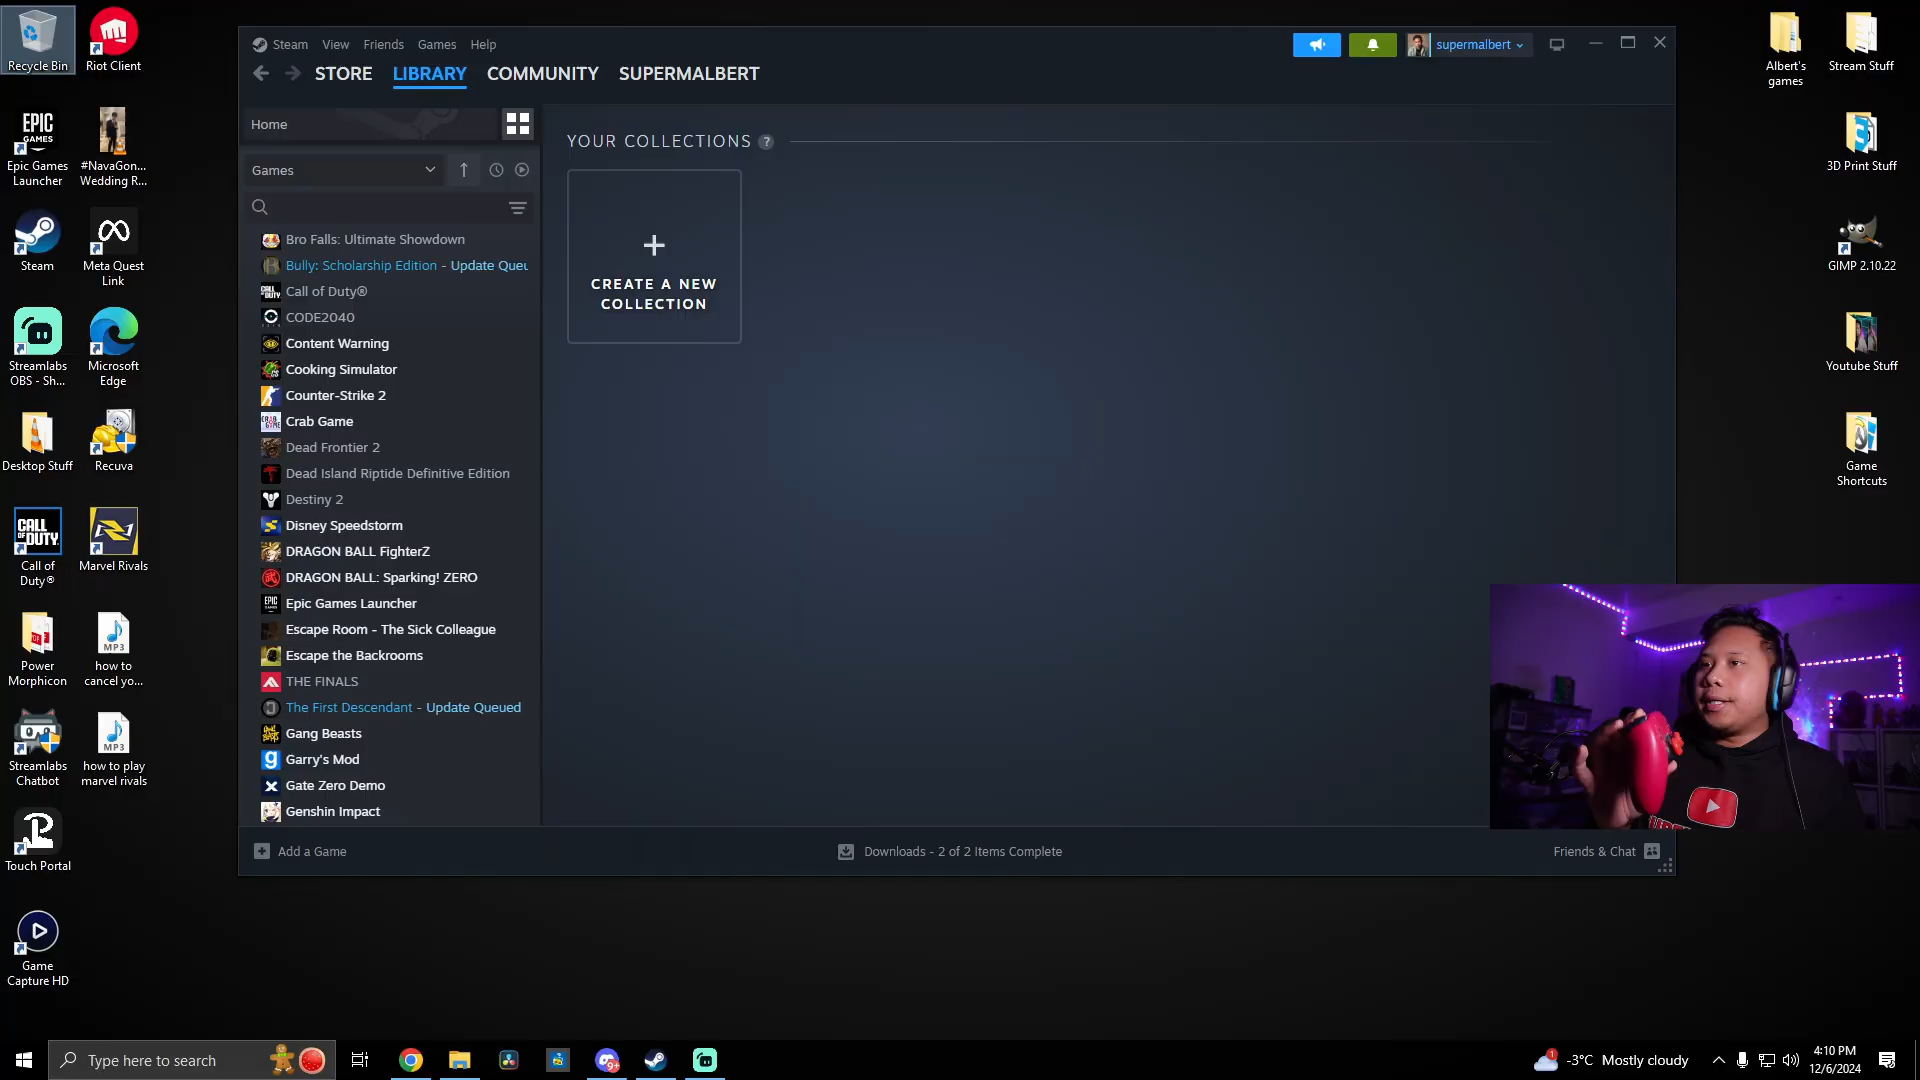 Recycle Bin
Riot Client
Epic Games
Launcher
#NavaGon...
Wedding R...
Steam
Meta Quest
Link
Streamlabs
OBS - Sh...
Microsoft
Edge
Desktop Stuff
Recuva
Call of
Duty®
Marvel Rivals
Power
Morphicon
how to
cancel yo...
Streamlabs
Chatbot
how to play
marvel rivals
Touch Portal
Game
Capture HD
Steam View Friends Games Help
supermalbert
STORE LIBRARY COMMUNITY SUPERMALBERT
Home
Games
Bro Falls: Ultimate Showdown
Bully: Scholarship Edition - Update Queu
Call of Duty®
CODE2040
Content Warning
Cooking Simulator
Counter-Strike 2
Crab Game
Dead Frontier 2
Dead Island Riptide Definitive Edition
Destiny 2
Disney Speedstorm
DRAGON BALL FighterZ
DRAGON BALL: Sparking! ZERO
Epic Games Launcher
Escape Room - The Sick Colleague
Escape the Backrooms
THE FINALS
The First Descendant - Update Queued
Gang Beasts
Garry's Mod
Gate Zero Demo
Genshin Impact
YOUR COLLECTIONS ?
+
CREATE A NEW
COLLECTION
Add a Game
Downloads - 2 of 2 Items Complete
Friends & Chat
Albert's
games
Stream Stuff
3D Print Stuff
GIMP 2.10.22
Youtube Stuff
Game
Shortcuts
Type here to search
-3°C Mostly cloudy
4:10 PM
12/6/2024